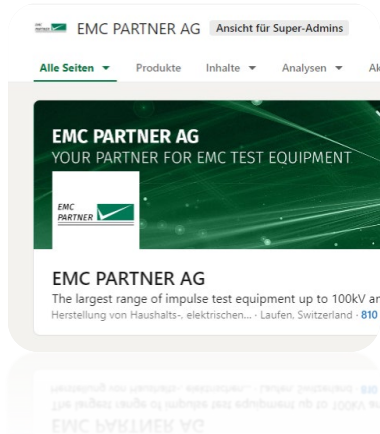 EMC PARTNER AG Ansicht für Super-Admins
Alle Seiten Produkte Inhalte Analysen Ak
EMC PARTNER AG
YOUR PARTNER FOR EMC TEST EQUIPMENT
EMC
PARTNER
EMC PARTNER AG
The largest range of impulse test equipment up to 100kV an
Herstellung von Haushalts-, elektrischen... · Laufen, Switzerland · 810